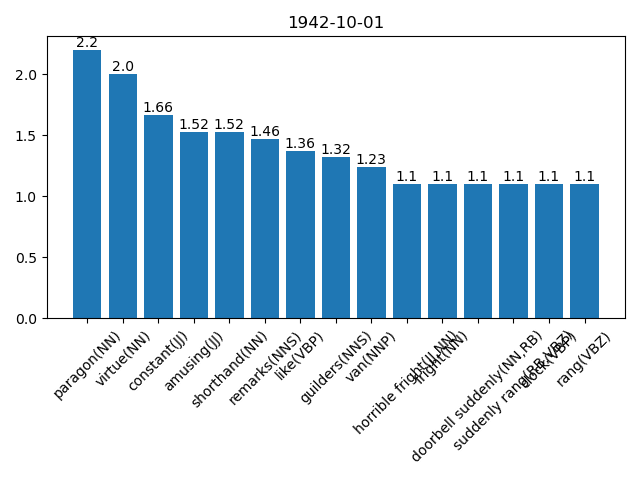 1942-10-01
2.2
2.0
1.66
1.52
1.52
1.46
1.36
1.32
1.23
1.1
1.1
1.1
1.1
1.1
1.1
2.0
1.5
1.0
0.5
0.0
paragon(NN)
virtue(NN)
constant(JJ)
amusing(JJ)
shorthand(NN)
remarks(NNS)
like(VBP)
guilders(NNS)
van(NNP)
horrible fright(JJ,NN)
fright(NN)
doorbell suddenly(NN,RB)
suddenly rang(RB,VBZ)
clock(VBP)
rang(VBZ)